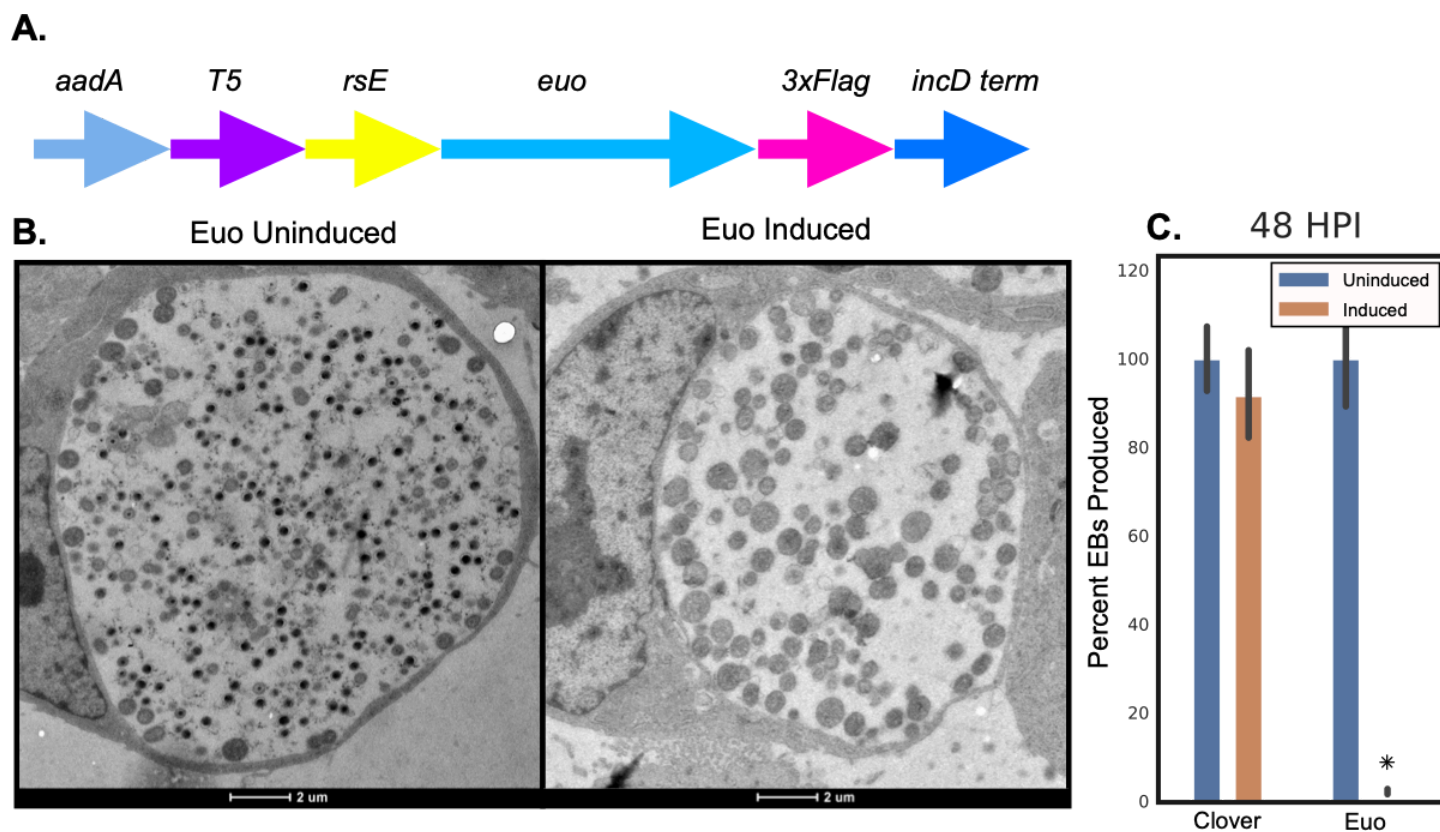 A.
aadA T5 rsE euo 3xFlag incD term
B. Euo Uninduced Euo Induced
2 um 2 um
C. 48 HPI
Uninduced
Induced
Percent EBs Produced
120
100
80
60
40
20
0
*
Clover Euo